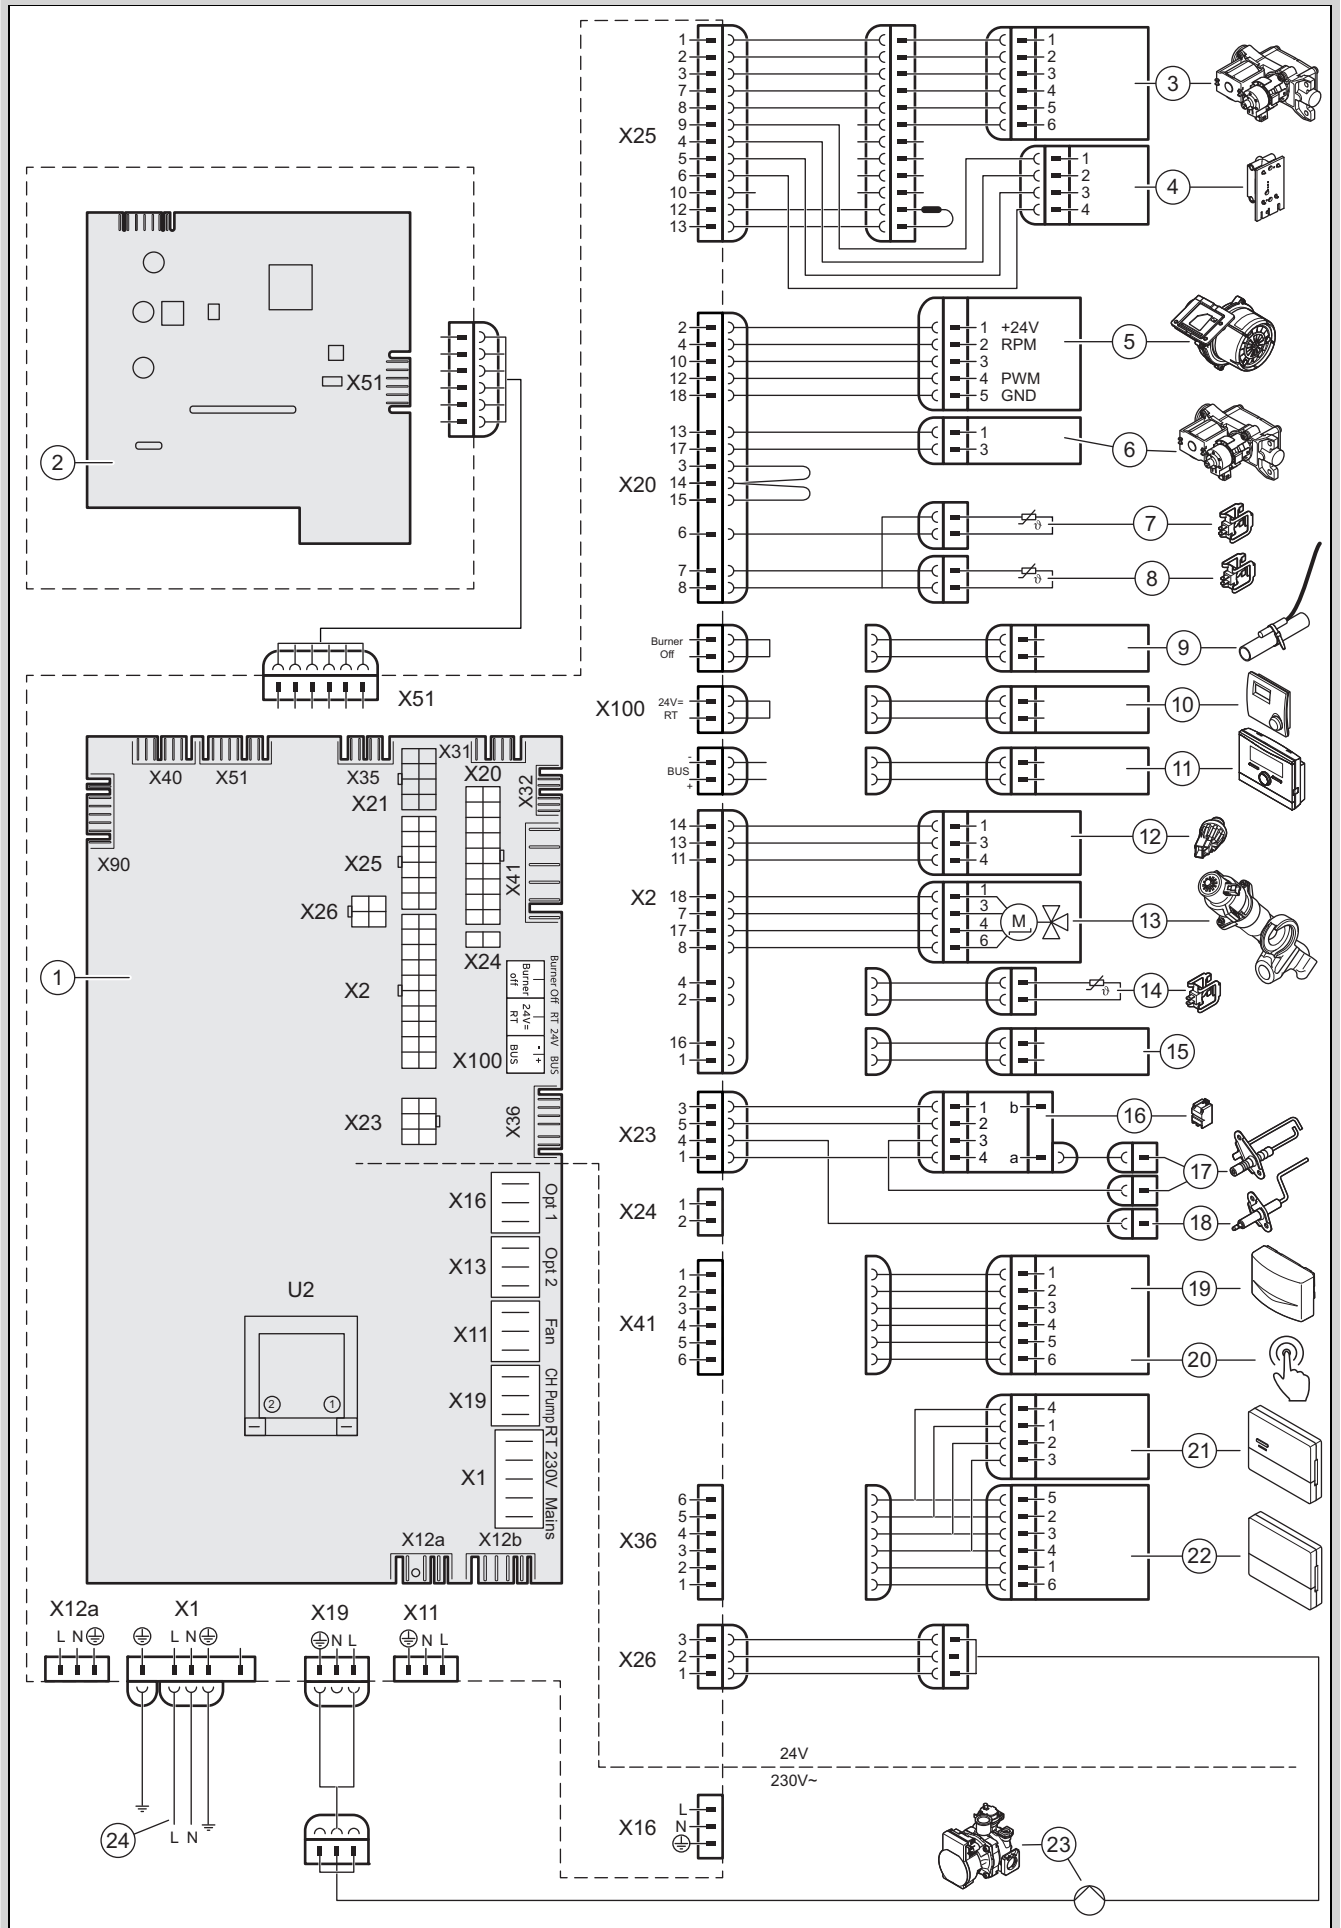 1
2
3
7
8
9
4
5
6
10
12
13
X25
1
2
3
4
5
6
3
1
2
3
4
4
X51
2
2
4
10
12
18
13
17
3
14
15
6
7
8
X20
1 +24V
2 RPM
3
4 PWM
5 GND
5
1
3
6
ϑ
7
ϑ
8
X51
Burner
Off
9
X100
24V=
RT
10
-
BUS
+
11
X40
X51
X35
X31
X20
X32
X21
X90
X25
X41
X26
X24
X2
X100
Burner
off
24V=
RT
BUS
- +
Burner Off RT 24V BUS
X23
X36
1
X16
Opt 1
X13
Opt 2
X11
Fan
X19
CH Pump
X1
RT 230V Mains
U2
2
1
X12a
X12b
X2
14
13
11
18
7
17
8
4
2
16
1
1
3
4
12
1
3
4
6
M
13
ϑ
14
15
X23
3
5
4
1
1
2
3
4
b
a
16
17
18
X24
1
2
X41
1
2
3
4
5
6
1
2
3
4
5
6
19
20
4
1
2
3
21
X36
6
5
4
3
2
1
5
2
3
4
1
6
22
X26
3
2
1
X12a
L N
X1
L N
X19
N L
X11
N L
24
L N
24V
230V~
X16
L
N
23